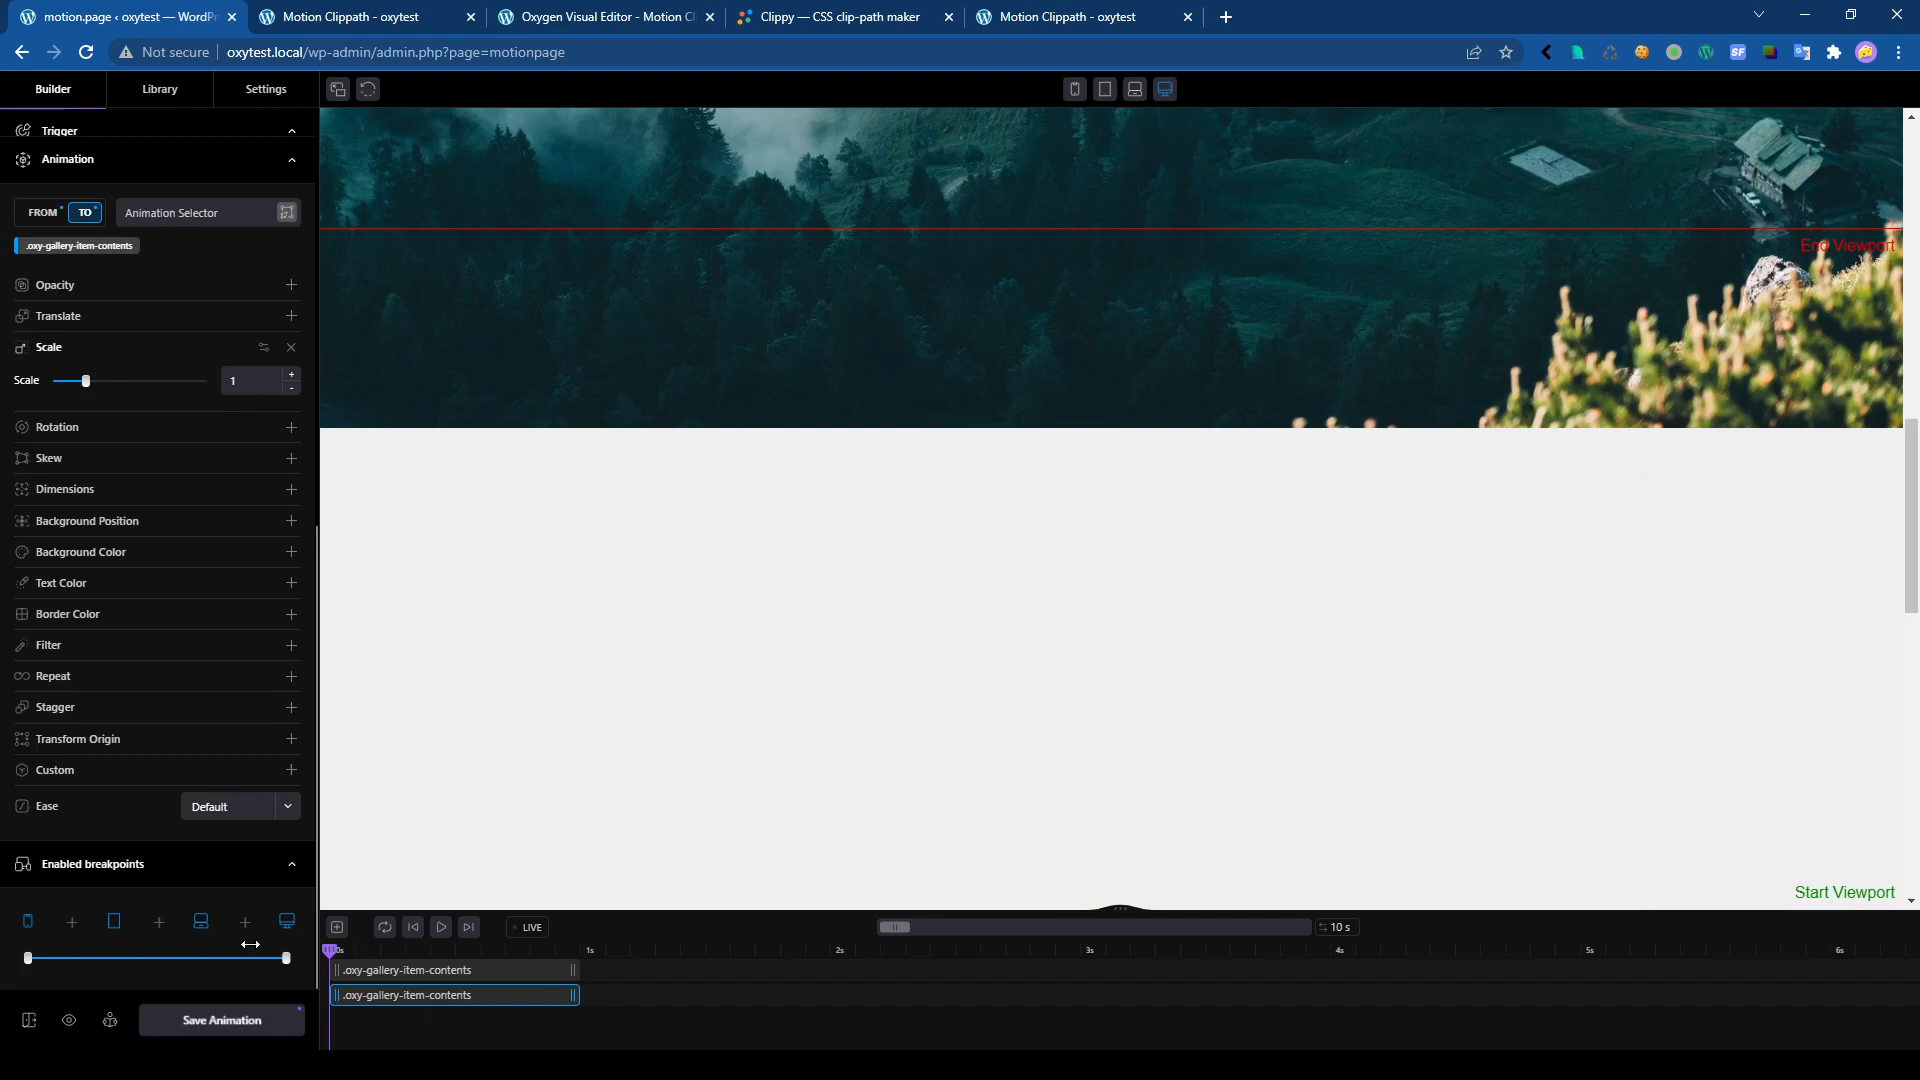 motion.page ‹ oxytest — WordPr
Motion Clippath - oxytest
Oxygen Visual Editor - Motion Cl
Clippy — CSS clip-path maker
Motion Clippath - oxytest
Not secure
oxytest.local/wp-admin/admin.php?page=motionpage
SF
Builder
Library
Settings
Trigger
Animation
FROM
TO
Animation Selector
.oxy-gallery-item-contents
Opacity
Translate
Scale
Scale
1
Rotation
Skew
Dimensions
Background Position
Background Color
Text Color
Border Color
Filter
Repeat
Stagger
Transform Origin
Custom
Ease
Default
Enabled breakpoints
Save Animation
End Viewport
Start Viewport
LIVE
10 s
0s
1s
2s
3s
4s
5s
6s
.oxy-gallery-item-contents
.oxy-gallery-item-contents